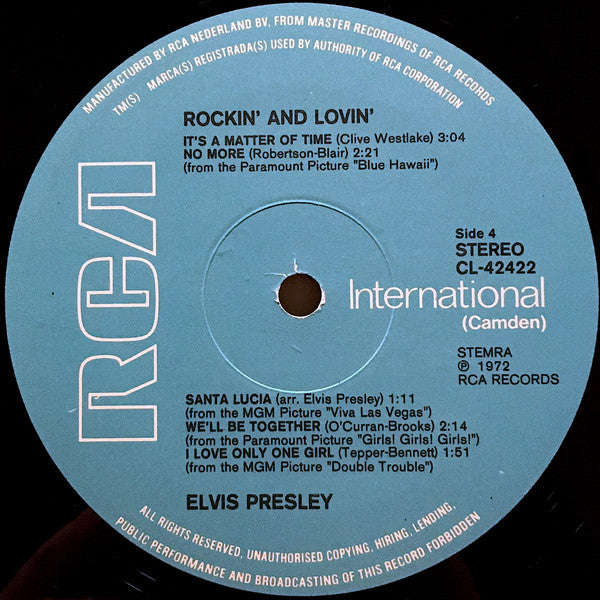 MANUFACTURED BY RCA NEDERLAND BV, FROM MASTER RECORDINGS OF RCA RECORDS
TM(S) MARCA(S) REGISTRADA(S) USED BY AUTHORITY OF RCA CORPORATION
ROCKIN' AND LOVIN'
IT'S A MATTER OF TIME (Clive Westlake) 3:04
NO MORE (Robertson-Blair) 2:21
(from the Paramount Picture "Blue Hawaii")
RCA
Side 4
STEREO
CL-42422
International
(Camden)
STEMRA
℗ 1972
RCA RECORDS
SANTA LUCIA (arr. Elvis Presley) 1:11
(from the MGM Picture "Viva Las Vegas")
WE'LL BE TOGETHER (O'Curran-Brooks) 2:14
(from the Paramount Picture "Girls! Girls! Girls!")
I LOVE ONLY ONE GIRL (Tepper-Bennett) 1:51
(from the MGM Picture "Double Trouble")
ELVIS PRESLEY
ALL RIGHTS RESERVED, UNAUTHORISED COPYING, HIRING, LENDING,
PUBLIC PERFORMANCE AND BROADCASTING OF THIS RECORD FORBIDDEN